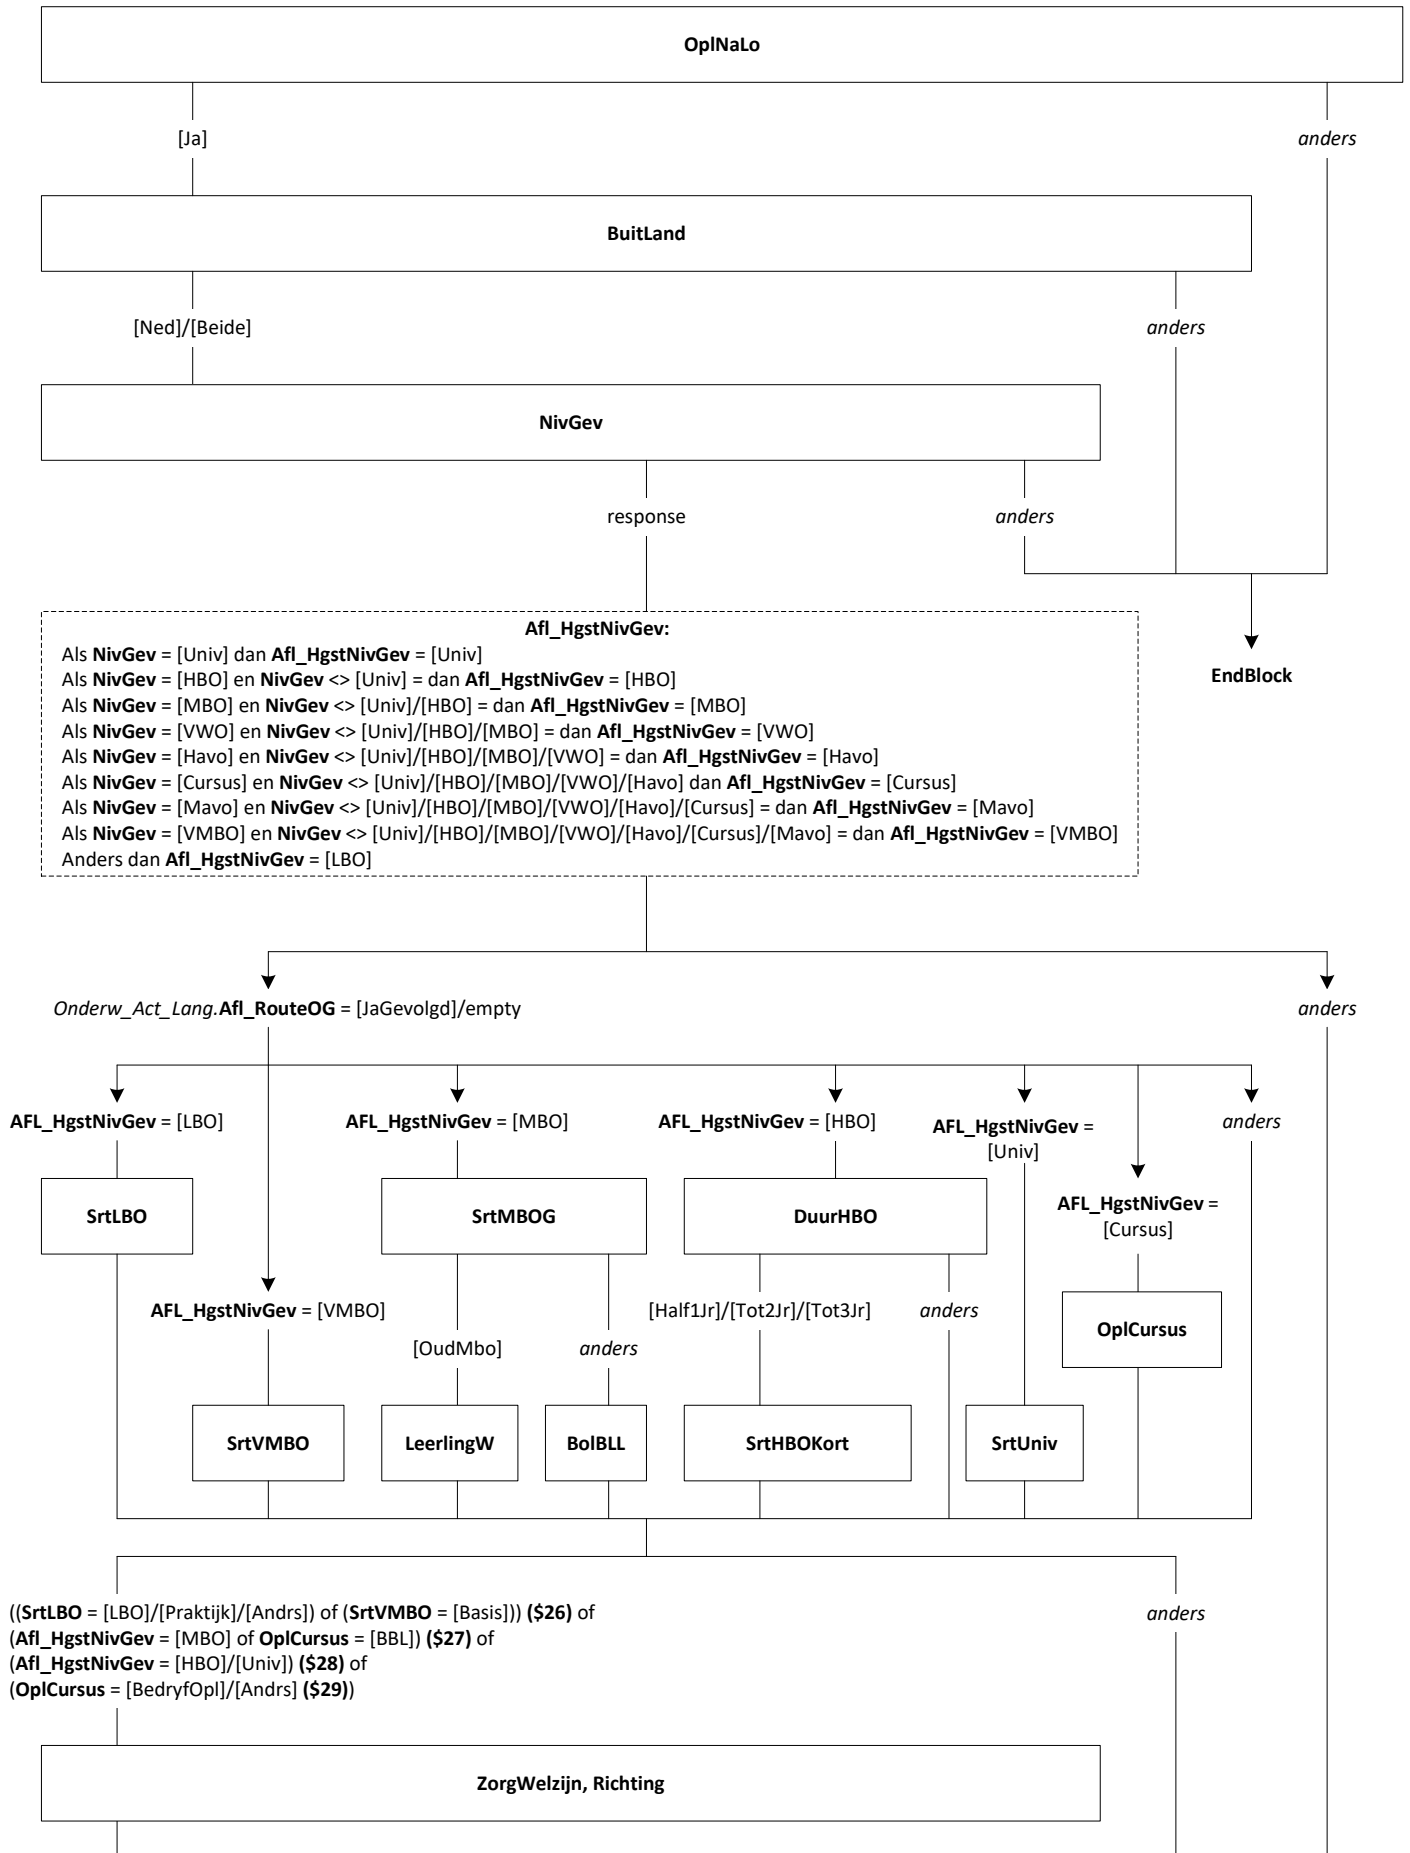 OplNaLo
[Ja]
anders
BuitLand
[Ned]/[Beide]
anders
NivGev
response
anders
Afl_HgstNivGev:
Als NivGev = [Univ] dan Afl_HgstNivGev = [Univ]
Als NivGev = [HBO] en NivGev <> [Univ] = dan Afl_HgstNivGev = [HBO]
Als NivGev = [MBO] en NivGev <> [Univ]/[HBO] = dan Afl_HgstNivGev = [MBO]
Als NivGev = [VWO] en NivGev <> [Univ]/[HBO]/[MBO] = dan Afl_HgstNivGev = [VWO]
Als NivGev = [Havo] en NivGev <> [Univ]/[HBO]/[MBO]/[VWO] = dan Afl_HgstNivGev = [Havo]
Als NivGev = [Cursus] en NivGev <> [Univ]/[HBO]/[MBO]/[VWO]/[Havo] dan Afl_HgstNivGev = [Cursus]
Als NivGev = [Mavo] en NivGev <> [Univ]/[HBO]/[MBO]/[VWO]/[Havo]/[Cursus] = dan Afl_HgstNivGev = [Mavo]
Als NivGev = [VMBO] en NivGev <> [Univ]/[HBO]/[MBO]/[VWO]/[Havo]/[Cursus]/[Mavo] = dan Afl_HgstNivGev = [VMBO]
Anders dan Afl_HgstNivGev = [LBO]
EndBlock
Onderw_Act_Lang.Afl_RouteOG = [JaGevolgd]/empty
anders
AFL_HgstNivGev = [LBO]
AFL_HgstNivGev = [MBO]
AFL_HgstNivGev = [HBO]
AFL_HgstNivGev =
[Univ]
anders
SrtLBO
SrtMBOG
DuurHBO
AFL_HgstNivGev =
[Cursus]
AFL_HgstNivGev = [VMBO]
[OudMbo]
anders
[Half1Jr]/[Tot2Jr]/[Tot3Jr]
anders
OplCursus
SrtVMBO
LeerlingW
BolBLL
SrtHBOKort
SrtUniv
((SrtLBO = [LBO]/[Praktijk]/[Andrs]) of (SrtVMBO = [Basis])) ($26) of
(Afl_HgstNivGev = [MBO] of OplCursus = [BBL]) ($27) of
(Afl_HgstNivGev = [HBO]/[Univ]) ($28) of
(OplCursus = [BedryfOpl]/[Andrs] ($29))
anders
ZorgWelzijn, Richting